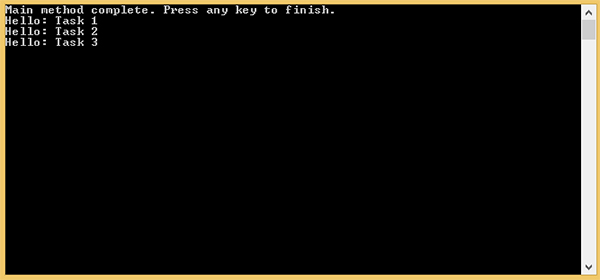 Main method complete. Press any key to finish.
Hello: Task 1
Hello: Task 2
Hello: Task 3